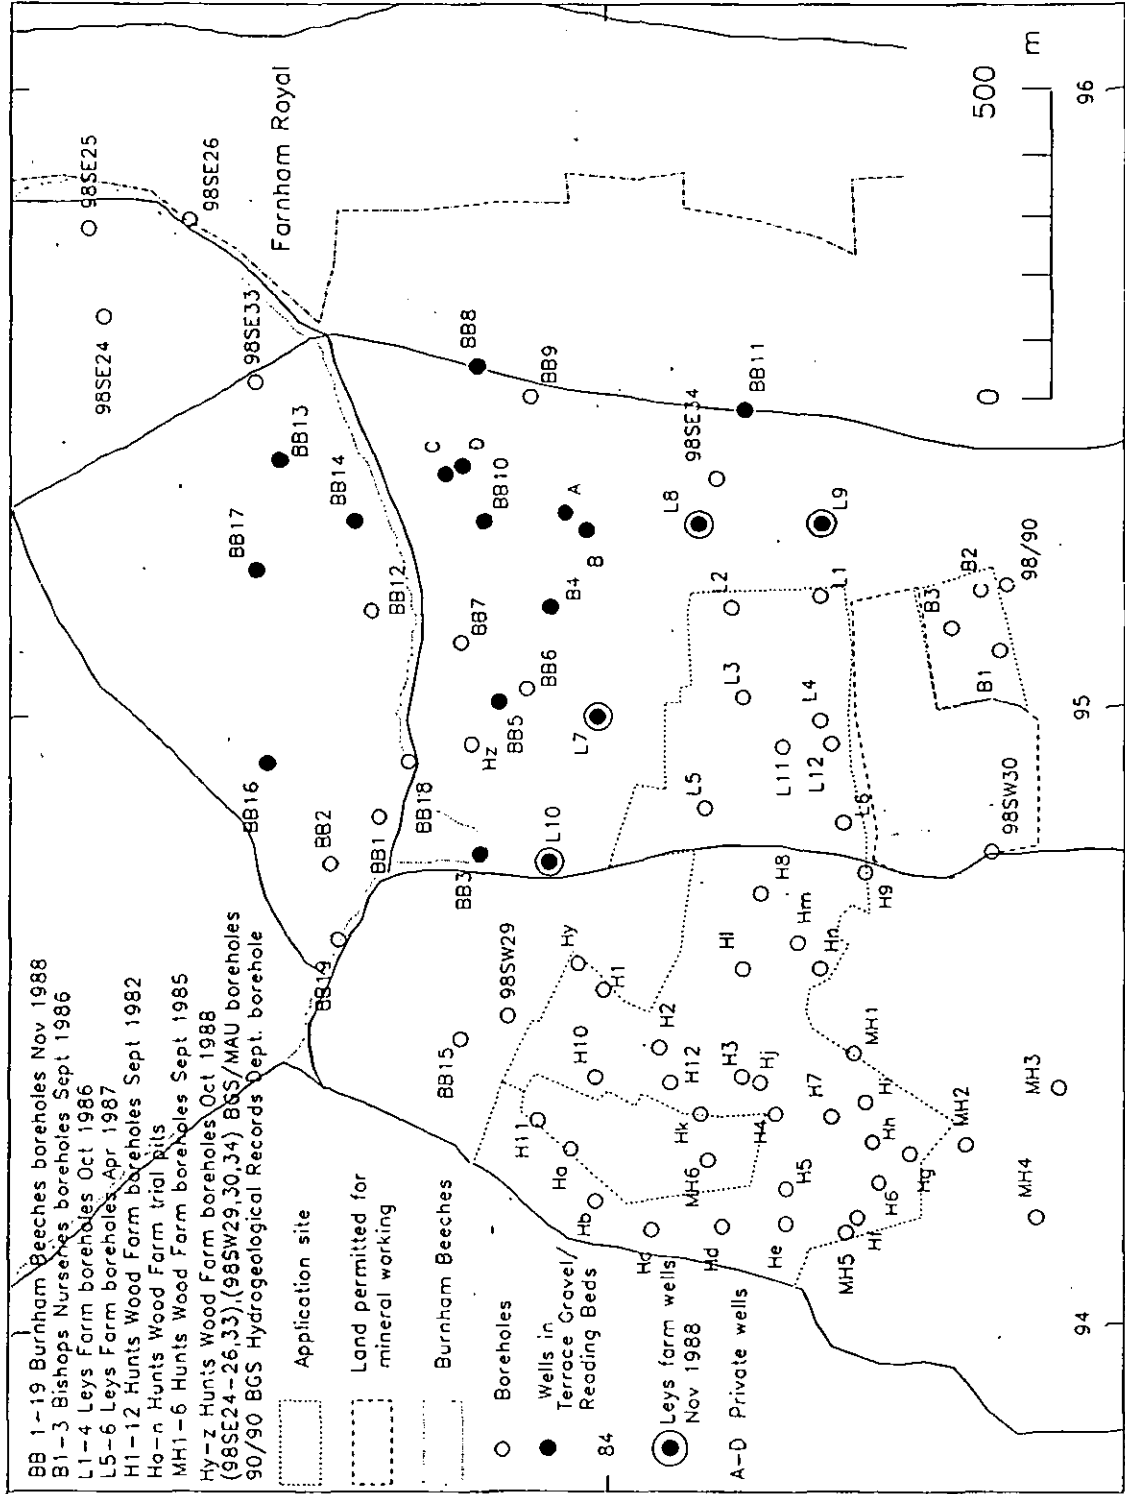 BB 1-19 Burnham Beeches boreholes Nov 1988
B1-3 Bishops Nurseries boreholes Sept 1986
L1-4 Leys Farm boreholes Oct 1986
L5-6 Leys Farm boreholes Apr 1987
H1-12 Hunts Wood Farm boreholes Sept 1982
Ha-n Hunts Wood Farm trial pits
MH1-6 Hunts Wood Farm boreholes Sept 1985
Hy-z Hunts Wood Farm boreholes Oct 1988
(98SE24-26,33),(98SW29,30,34) BGS/MAU boreholes
90/90 BGS Hydrogeological Records Dept. borehole
Application site
Land permitted for
mineral working
Burnham Beeches
Boreholes
Wells in
Terrace Gravel/
Reading Beds
84
Leys farm wells
Nov 1988
A-D Private wells
98SE25
98SE26
98SE24
Farnham Royal
98SE33
BB13
BB14
BB17
BB16
BB12
BB2
BB1
BB18
BB19
BB8
BB9
C
D
BB10
A
B
B4
BB7
BB6
BB5
Hz
L7
BB3
L10
98SW29
BB15
BB11
98SE34
L8
L9
L2
L1
L3
L4
L11
L12
L5
L6
B3
B2
C
98/90
B1
98SW30
Hy
H1
H10
H2
H12
H3
Hj
H11
Ha
Hb
Hc
Hk
H4
MH6
Hd
H5
He
H8
Hl
Hm
Hn
H9
MH1
H7
Hi
Hh
Hg
H6
Hf
MH5
MH2
MH3
MH4
0
500
m
94
95
96